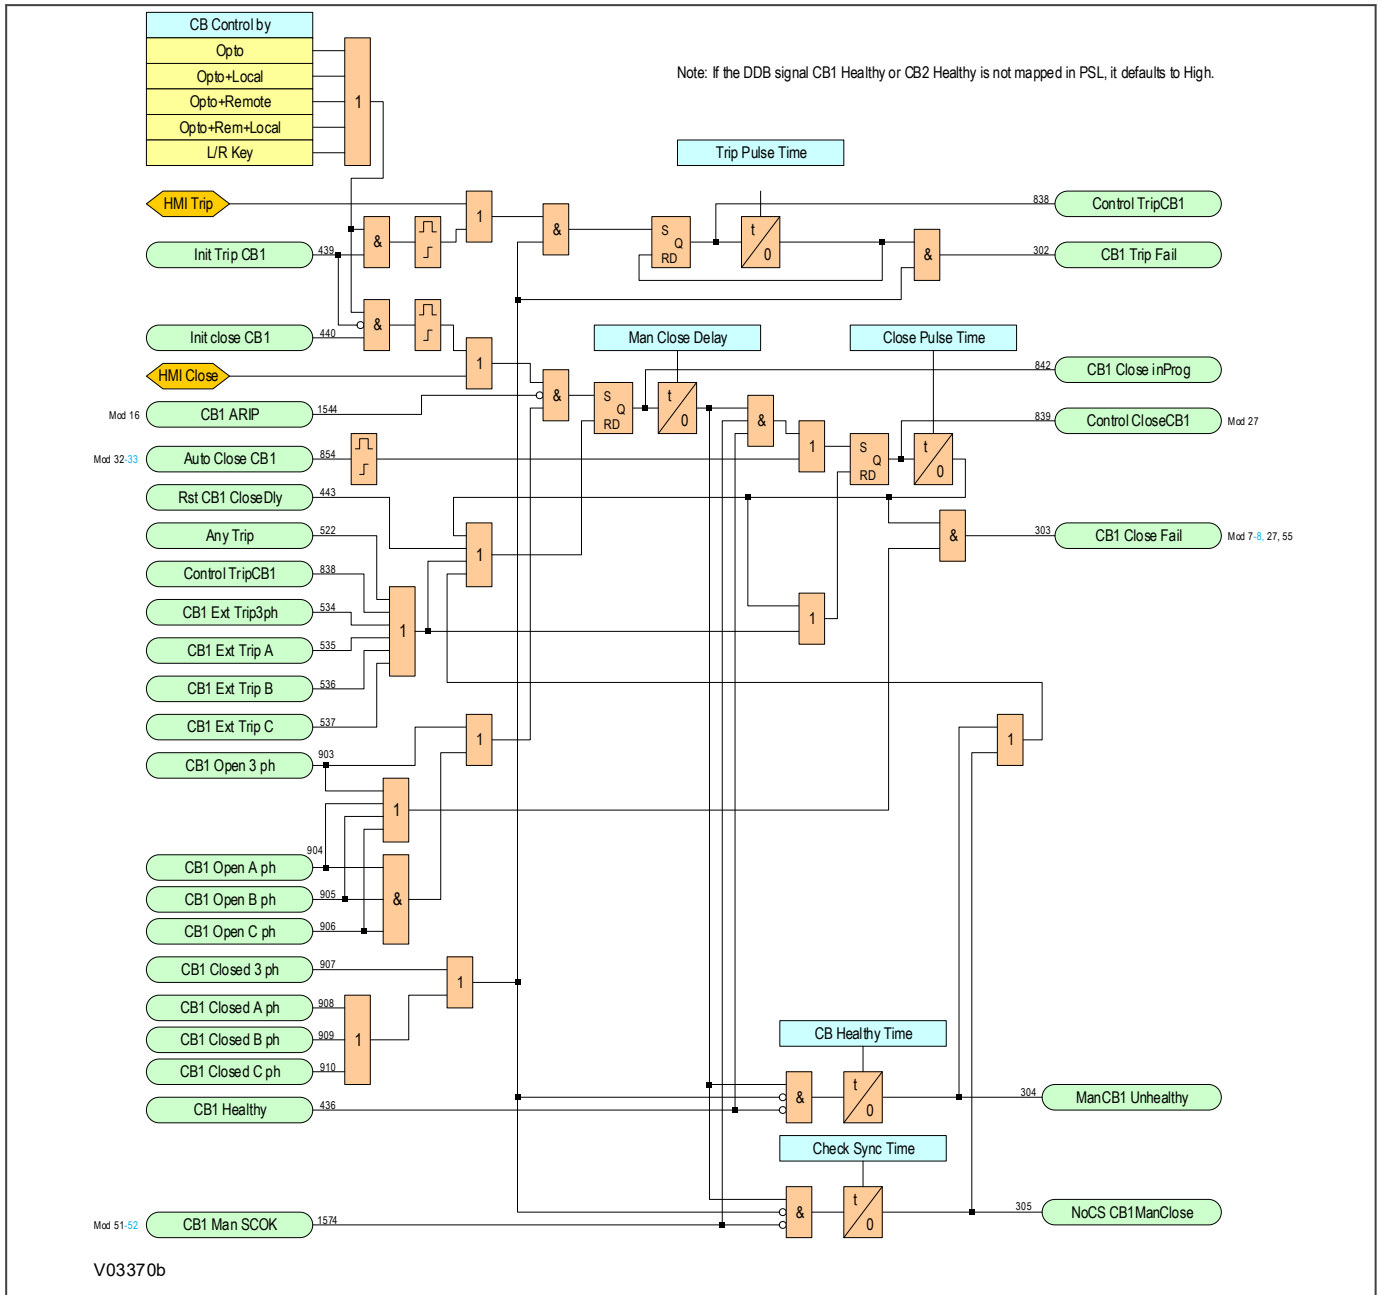 CB Control by
Opto
Opto+Local
Opto+Remote
Opto+Rem+Local
L/R Key
1
Note: If the DDB signal CB1 Healthy or CB2 Healthy is not mapped in PSL, it defaults to High.
Trip Pulse Time
HMI Trip
1
&
S
Q
RD
t
0
838
Control TripCB1
Init Trip CB1
439
&
&
302
CB1 Trip Fail
Init close CB1
440
&
HMI Close
1
Man Close Delay
Close Pulse Time
842
CB1 Close inProg
Mod 16
CB1 ARIP
1544
&
S
Q
RD
t
0
&
1
S
Q
RD
t
0
839
Control CloseCB1
Mod 27
Mod 32-33
Auto Close CB1
854
Rst CB1 CloseDly
443
Any Trip
522
1
&
303
CB1 Close Fail
Mod 7-8, 27, 55
Control TripCB1
838
CB1 Ext Trip3ph
534
1
1
CB1 Ext Trip A
535
CB1 Ext Trip B
536
CB1 Ext Trip C
537
1
1
CB1 Open 3 ph
903
1
904
CB1 Open A ph
CB1 Open B ph
905
&
CB1 Open C ph
906
CB1 Closed 3 ph
907
1
CB1 Closed A ph
908
CB1 Closed B ph
909
1
CB1 Closed C ph
910
CB Healthy Time
CB1 Healthy
436
&
t
0
304
ManCB1 Unhealthy
Check Sync Time
Mod 51-52
CB1 Man SCOK
1574
&
t
0
305
NoCS CB1ManClose
V03370b